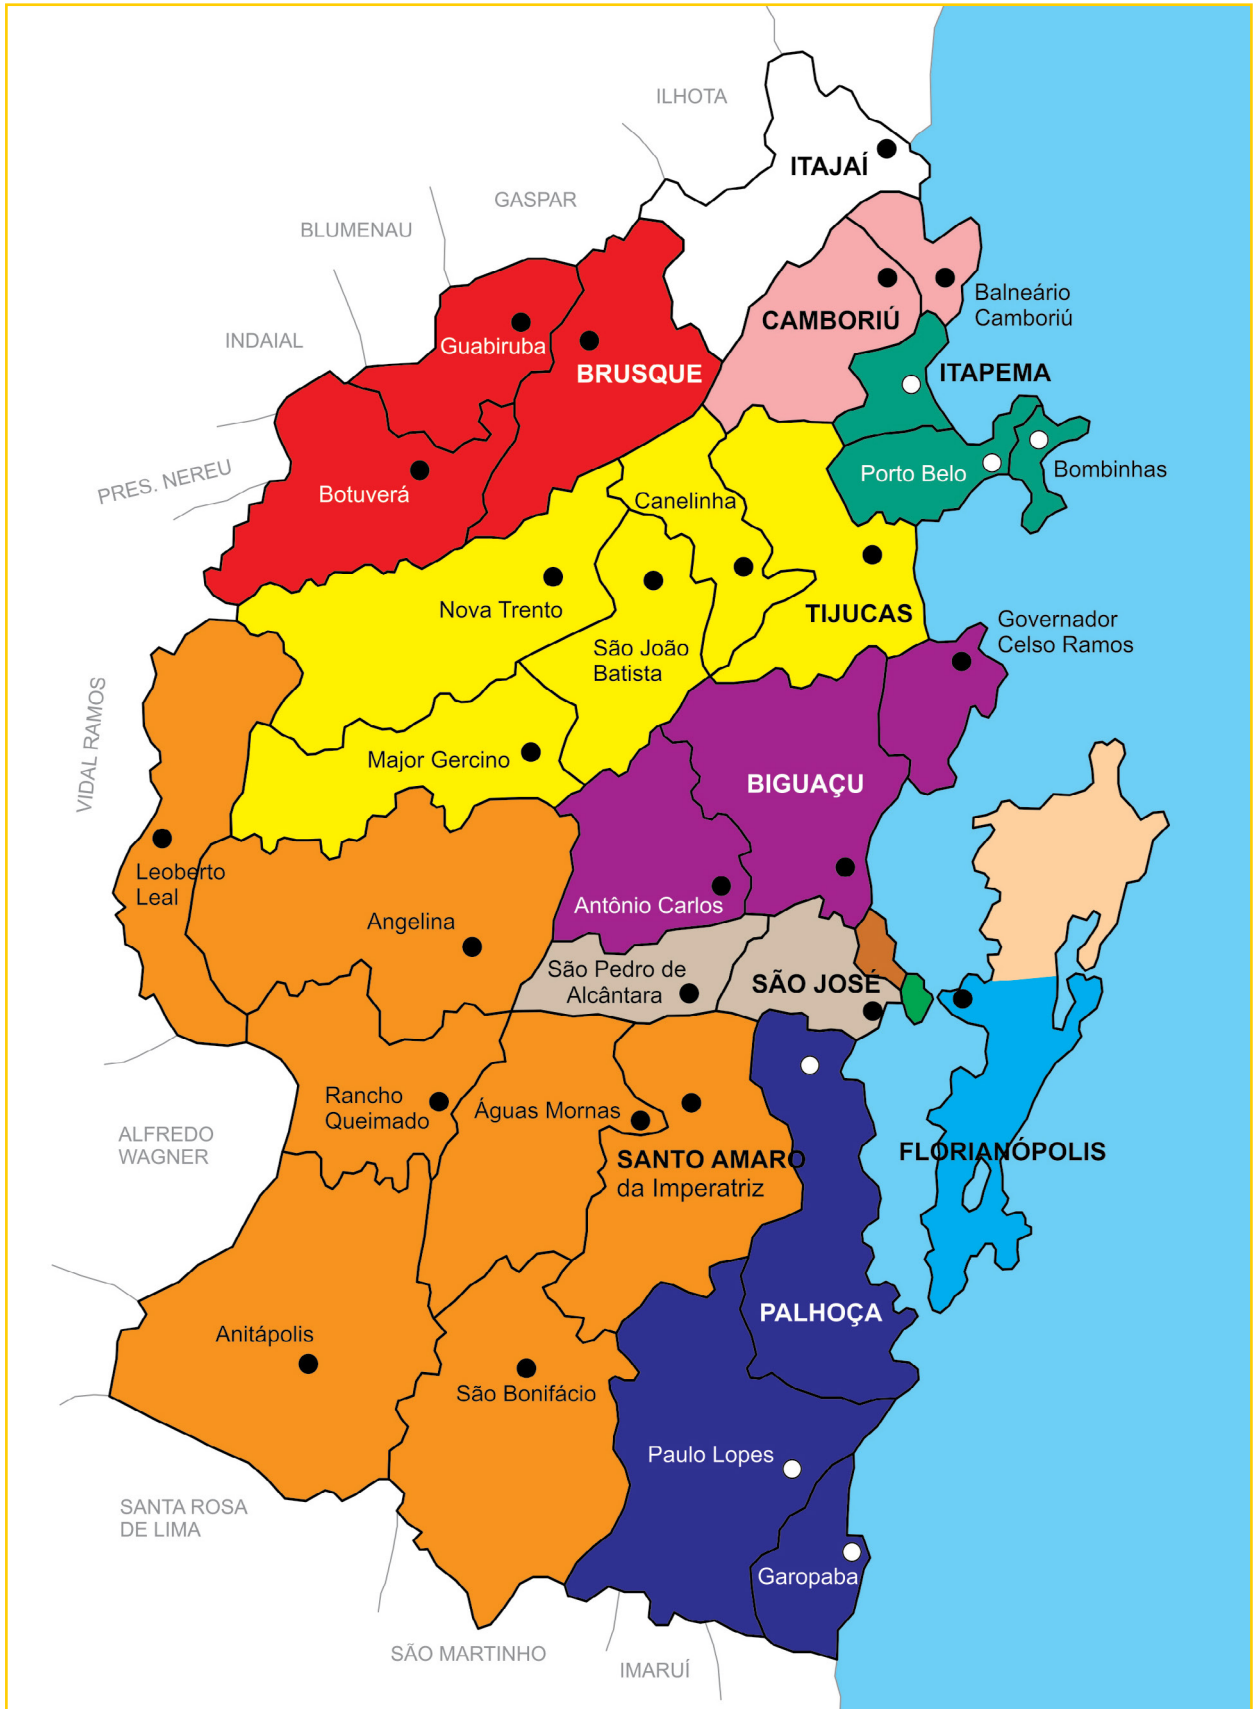 ILHOTA
ITAJAÍ
GASPAR
BLUMENAU
Balneário
Camboriú
CAMBORIÚ
INDAIAL
Guabiruba
BRUSQUE
ITAPEMA
PRES. NEREU
Botuverá
Porto Belo
Bombinhas
Canelinha
Nova Trento
TIJUCAS
Governador
Celso Ramos
São João
Batista
VIDAL RAMOS
Major Gercino
BIGUAÇU
Leoberto
Leal
Antônio Carlos
Angelina
São Pedro de
Alcântara
SÃO JOSÉ
Rancho
Queimado
Águas Mornas
ALFREDO
WAGNER
SANTO AMARO
da Imperatriz
FLORIANÓPOLIS
PALHOÇA
Anitápolis
São Bonifácio
Paulo Lopes
SANTA ROSA
DE LIMA
Garopaba
SÃO MARTINHO
IMARUÍ